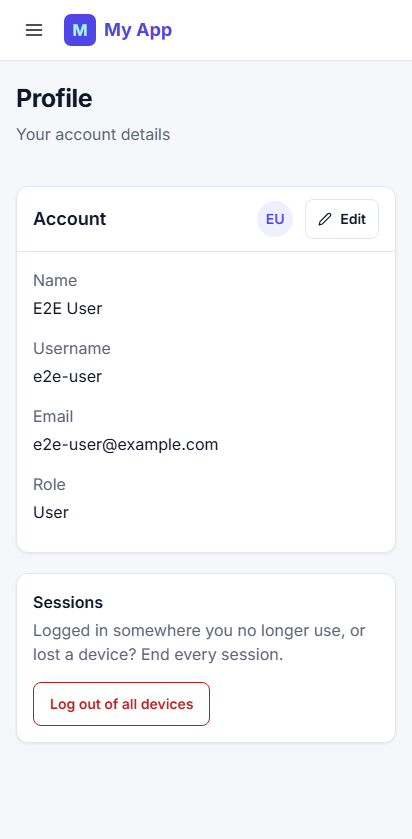 M My App
Profile
Your account details
Account EU Edit
Name
E2E User
Username
e2e-user
Email
e2e-user@example.com
Role
User
Sessions
Logged in somewhere you no longer use, or
lost a device? End every session.
Log out of all devices